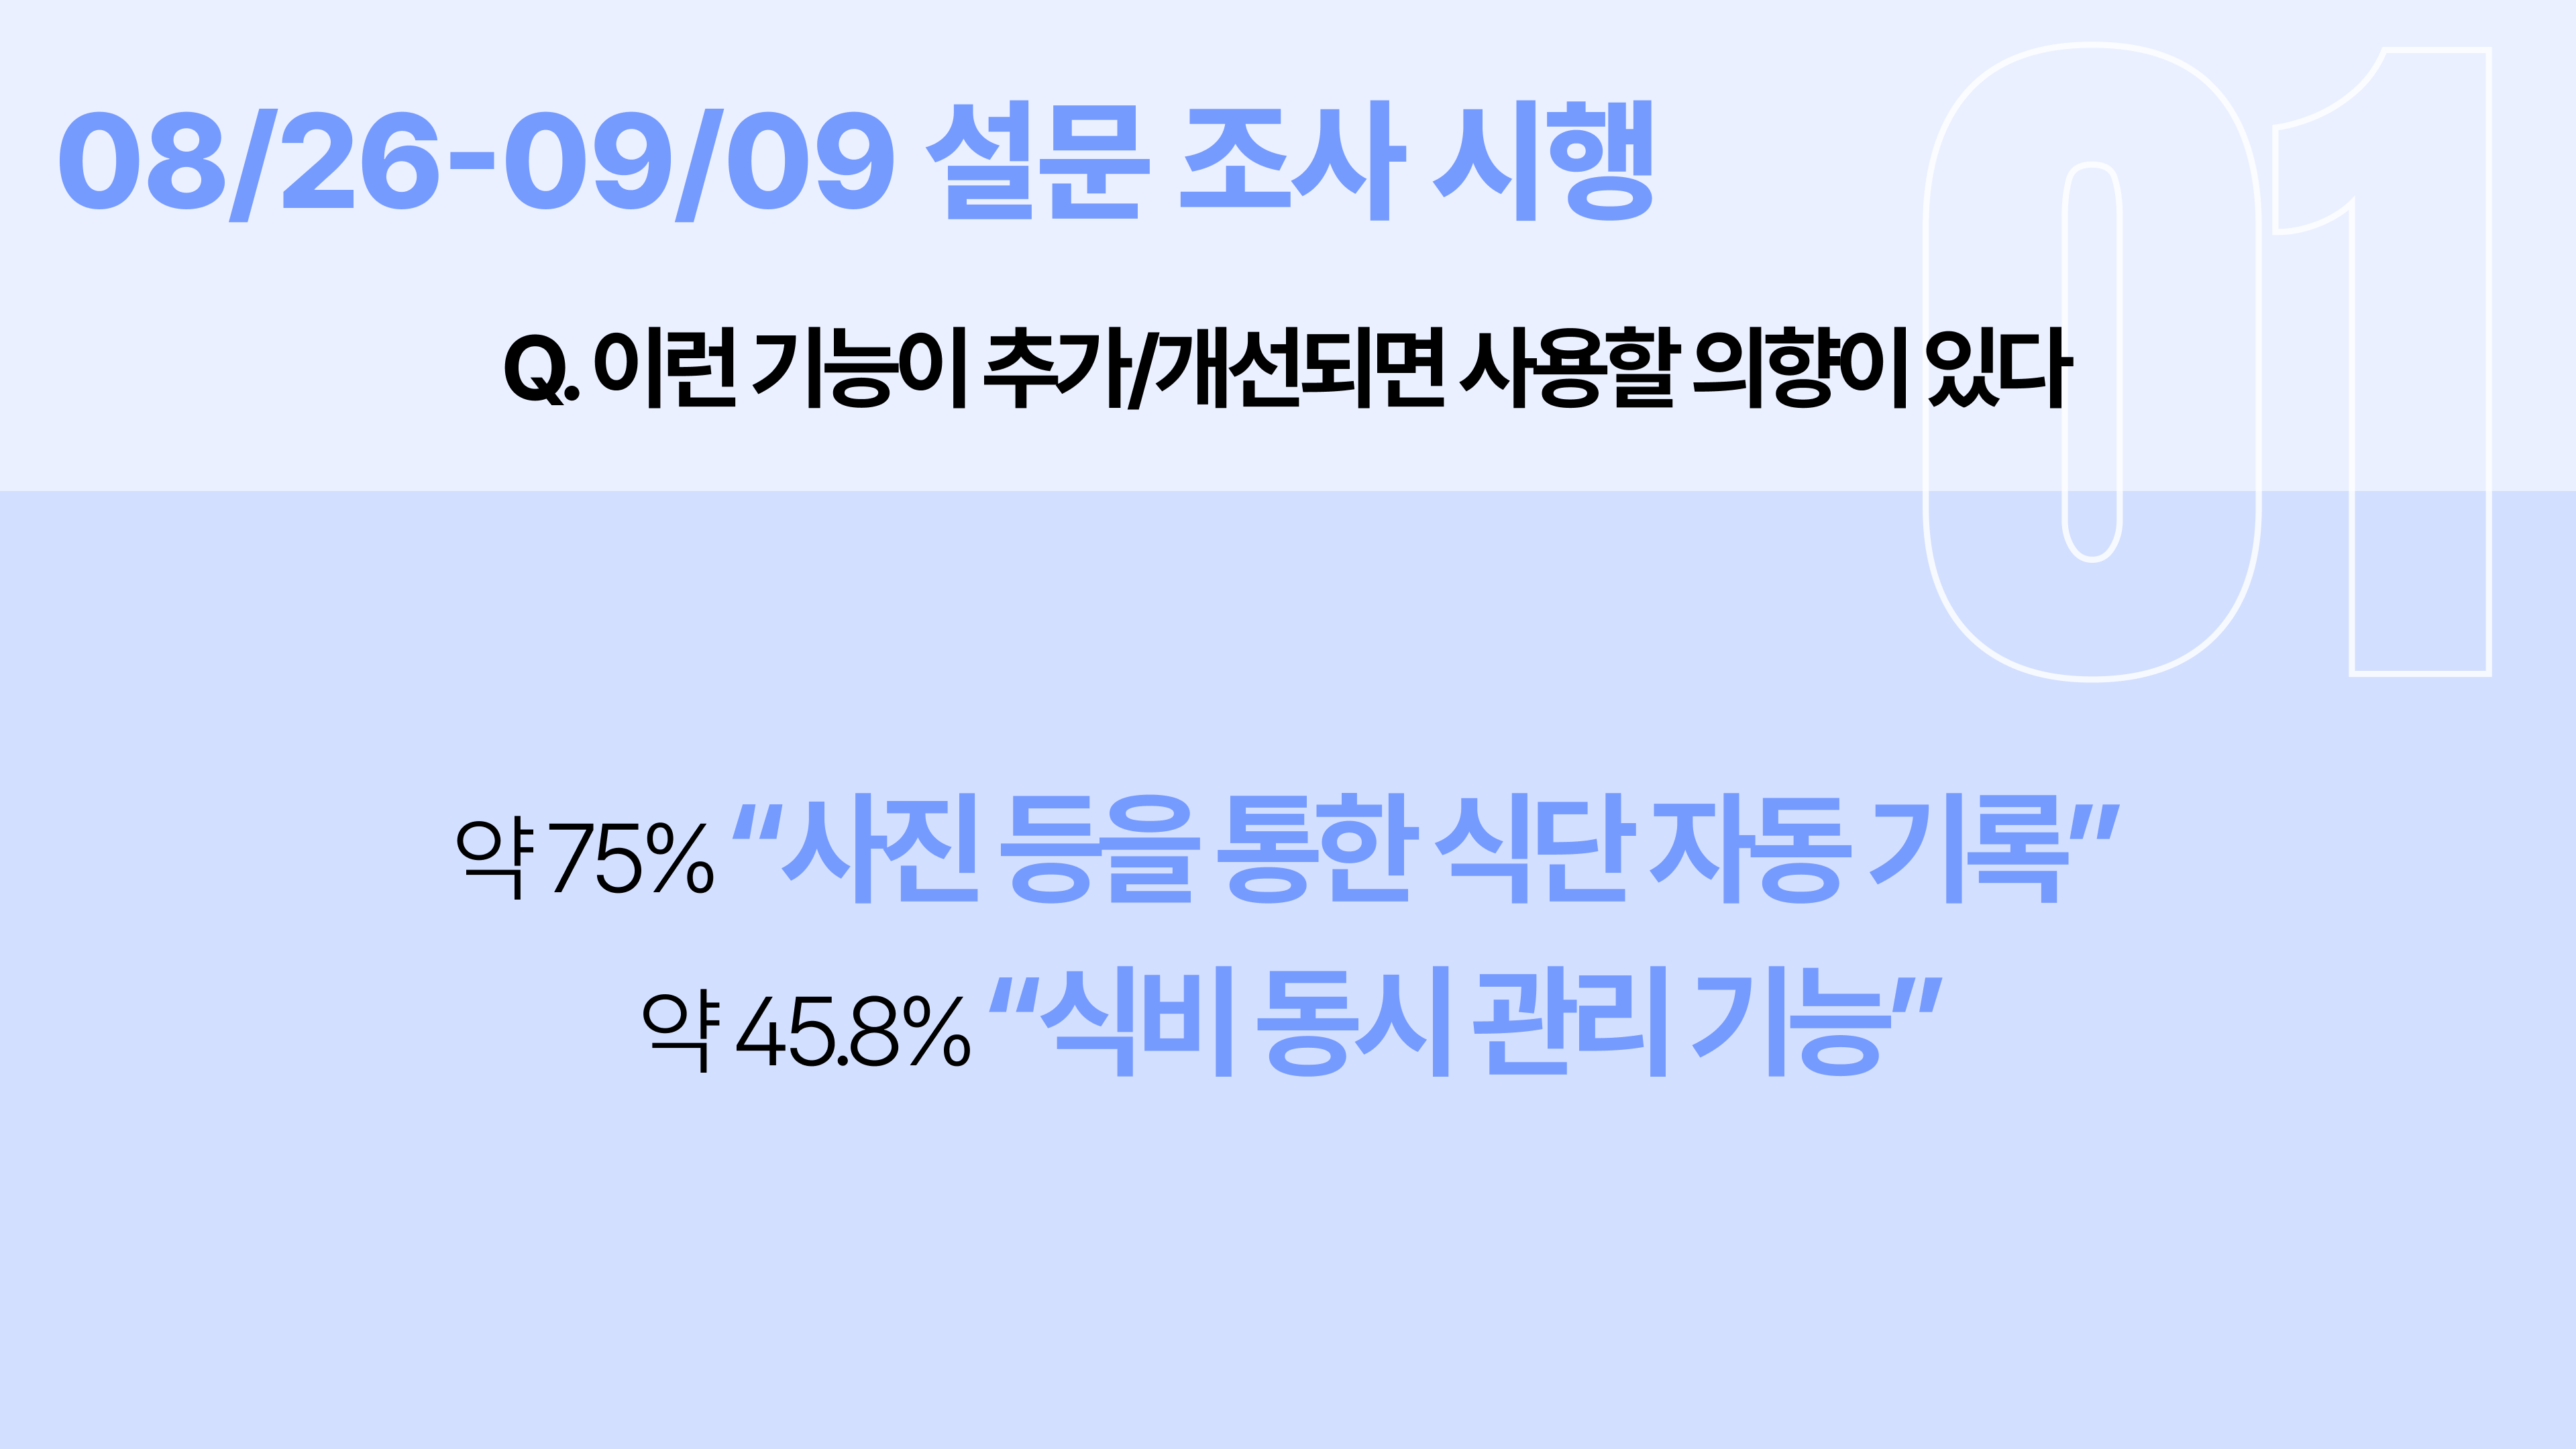 01
08/26-09/09 설문 조사 시행
Q. 이런 기능이 추가/개선되면 사용할 의향이 있다
약 75% “사진 등을 통한 식단 자동 기록”
약 45.8% “식비 동시 관리 기능”